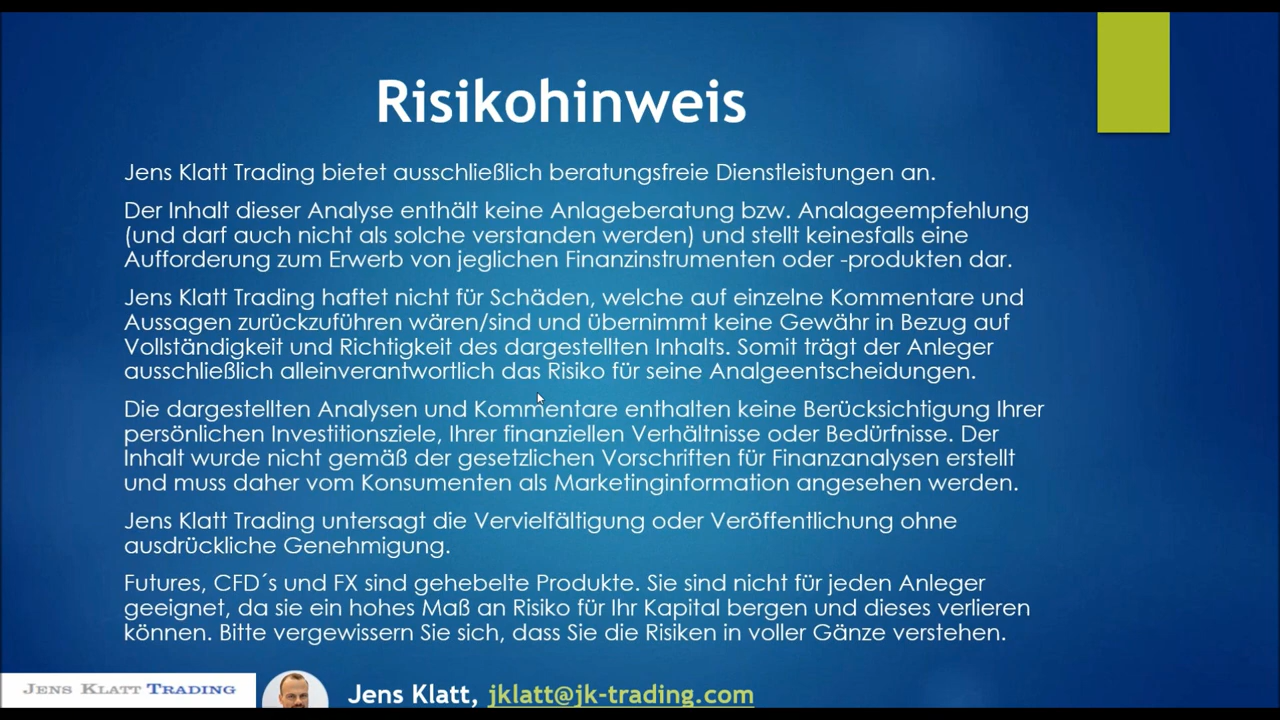 Risikohinweis
Jens Klatt Trading bietet ausschließlich beratungsfreie Dienstleistungen an.
Der Inhalt dieser Analyse enthält keine Anlageberatung bzw. Analageempfehlung
(und darf auch nicht als solche verstanden werden) und stellt keinesfalls eine
Aufforderung zum Erwerb von jeglichen Finanzinstrumenten oder -produkten dar.
Jens Klatt Trading haftet nicht für Schäden, welche auf einzelne Kommentare und
Aussagen zurückzuführen wären/sind und übernimmt keine Gewähr in Bezug auf
Vollständigkeit und Richtigkeit des dargestellten Inhalts. Somit trägt der Anleger
ausschließlich alleinverantwortlich das Risiko für seine Analgeentscheidungen.
Die dargestellten Analysen und Kommentare enthalten keine Berücksichtigung Ihrer
persönlichen Investitionsziele, Ihrer finanziellen Verhältnisse oder Bedürfnisse. Der
Inhalt wurde nicht gemäß der gesetzlichen Vorschriften für Finanzanalysen erstellt
und muss daher vom Konsumenten als Marketinginformation angesehen werden.
Jens Klatt Trading untersagt die Vervielfältigung oder Veröffentlichung ohne
ausdrückliche Genehmigung.
Futures, CFD´s und FX sind gehebelte Produkte. Sie sind nicht für jeden Anleger
geeignet, da sie ein hohes Maß an Risiko für Ihr Kapital bergen und dieses verlieren
können. Bitte vergewissern Sie sich, dass Sie die Risiken in voller Gänze verstehen.
JENS KLATT TRADING
Jens Klatt, jklatt@jk-trading.com